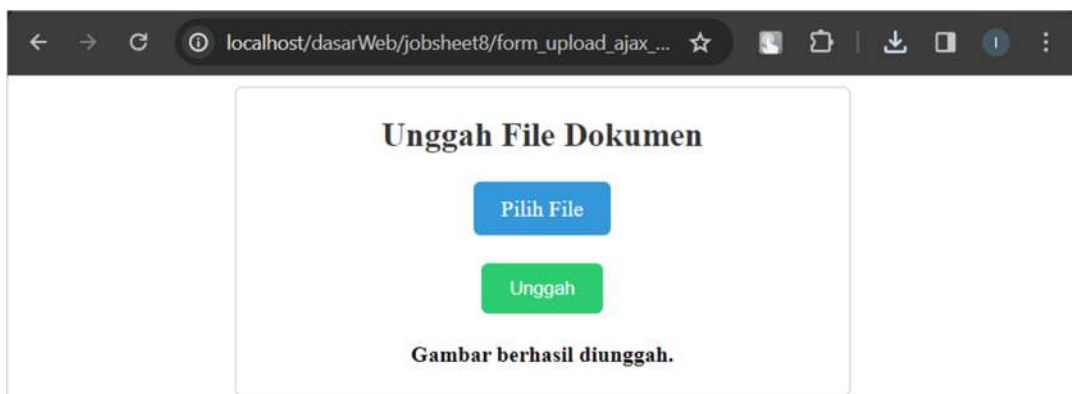 localhost/dasarWeb/jobsheet8/form_upload_ajax_...
Unggah File Dokumen
Pilih File
Unggah
Gambar berhasil diunggah.